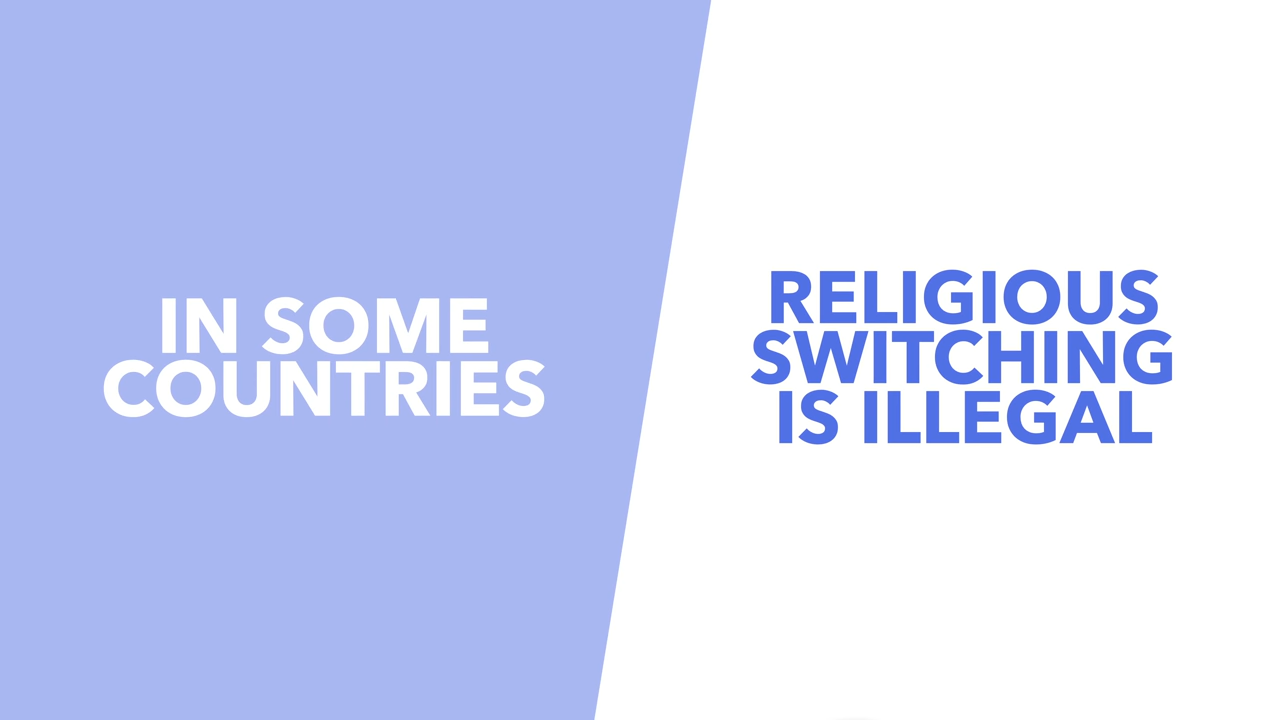 IN SOME
COUNTRIES
RELIGIOUS
SWITCHING
IS ILLEGAL